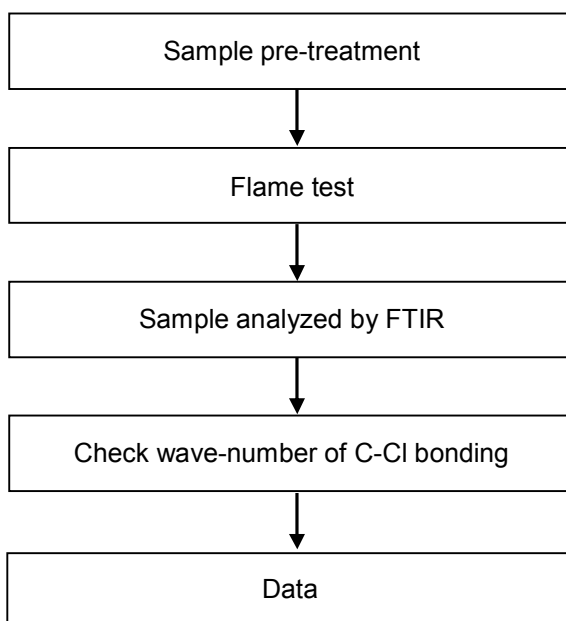 Sample pre-treatment
Flame test
Sample analyzed by FTIR
Check wave-number of C-Cl bonding
Data